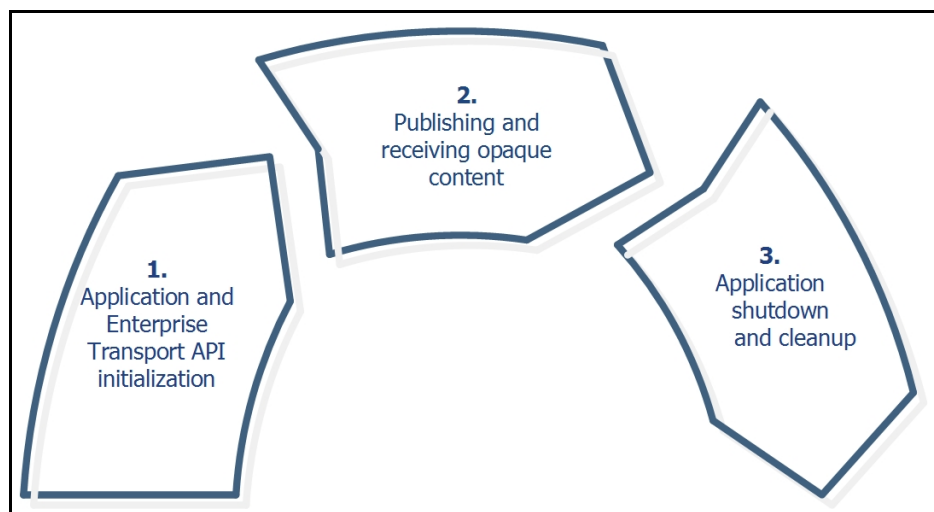 1.
Application and
Enterprise
Transport API
initialization
2.
Publishing and
receiving opaque
content
3.
Application
shutdown
and cleanup